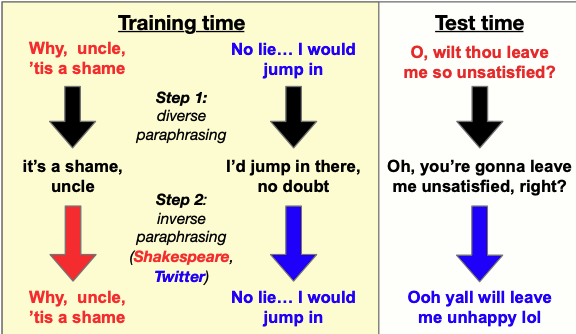 Training time
Why, uncle,
’tis a shame
No lie... I would
jump in
Step 1:
diverse
paraphrasing
it’s a shame,
uncle
I’d jump in there,
no doubt
Step 2:
inverse
paraphrasing
(Shakespeare,
Twitter)
Why, uncle,
’tis a shame
No lie... I would
jump in
Test time
O, wilt thou leave
me so unsatisfied?
Oh, you’re gonna leave
me unsatisfied, right?
Ooh yall will leave
me unhappy lol